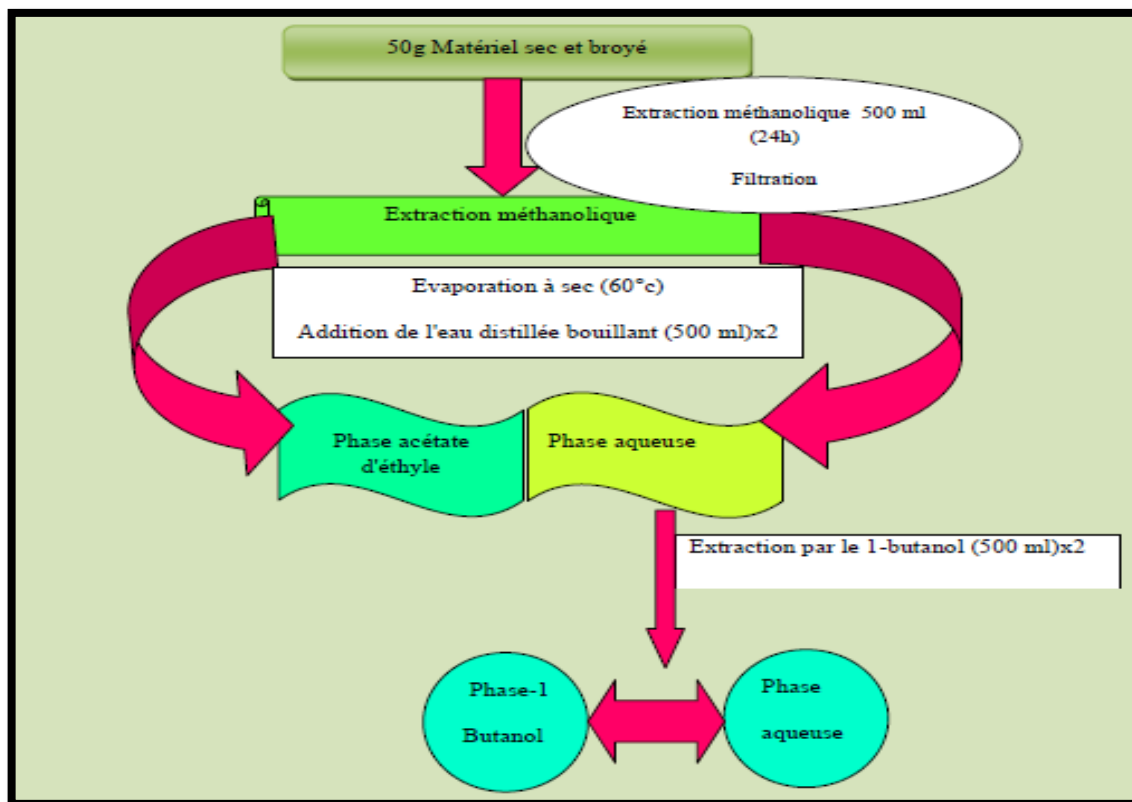 50g Matériel sec et broyé
Extraction méthanolique 500 ml
(24h)
Filtration
Extraction méthanolique
Evaporation à sec (60°c)
Addition de l'eau distillée bouillant (500 ml)x2
Phase acétate
d'éthyle
Phase aqueuse
Extraction par le 1-butanol (500 ml)x2
Phase-1
Butanol
Phase
aqueuse